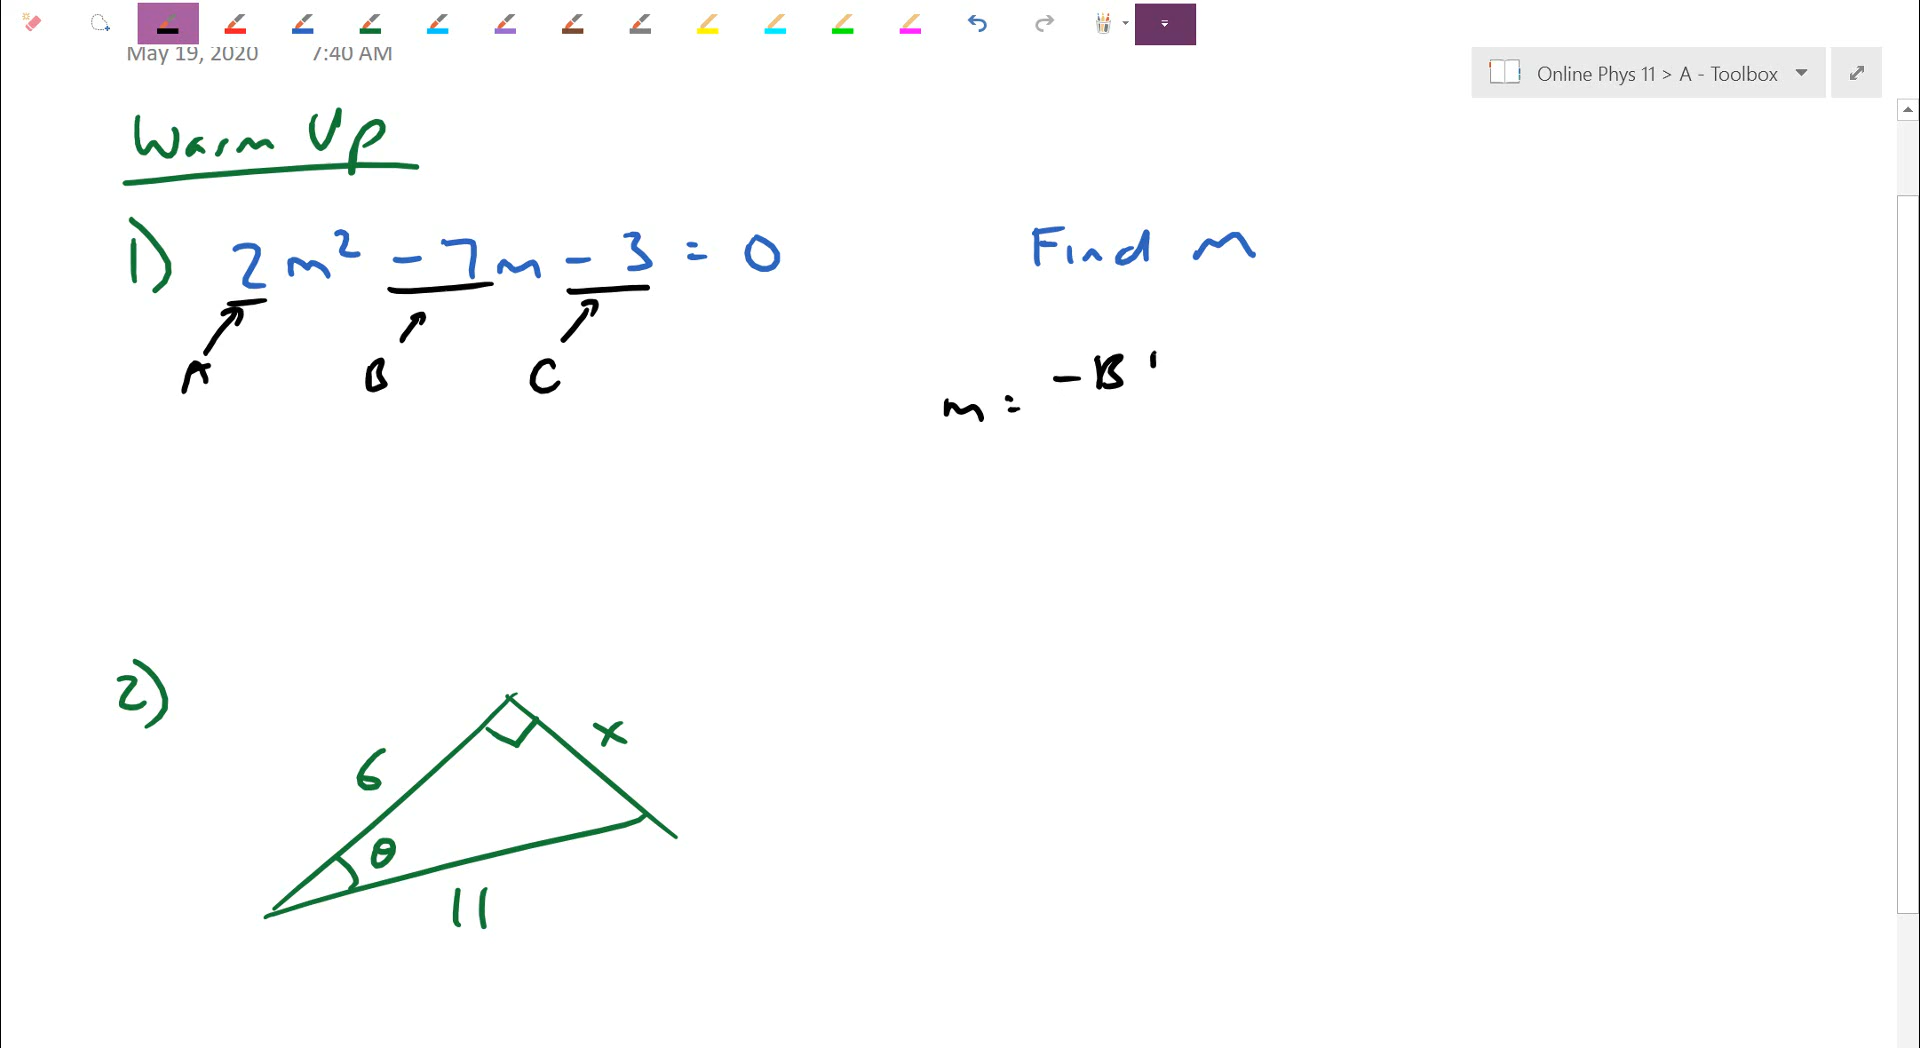 May 19, 2020 7:40 AM
Online Phys 11 > A - Toolbox
Warm Up
1) 2m² - 7m - 3 = 0 Find m
A B C
m = -B
2)
6 x
θ
11